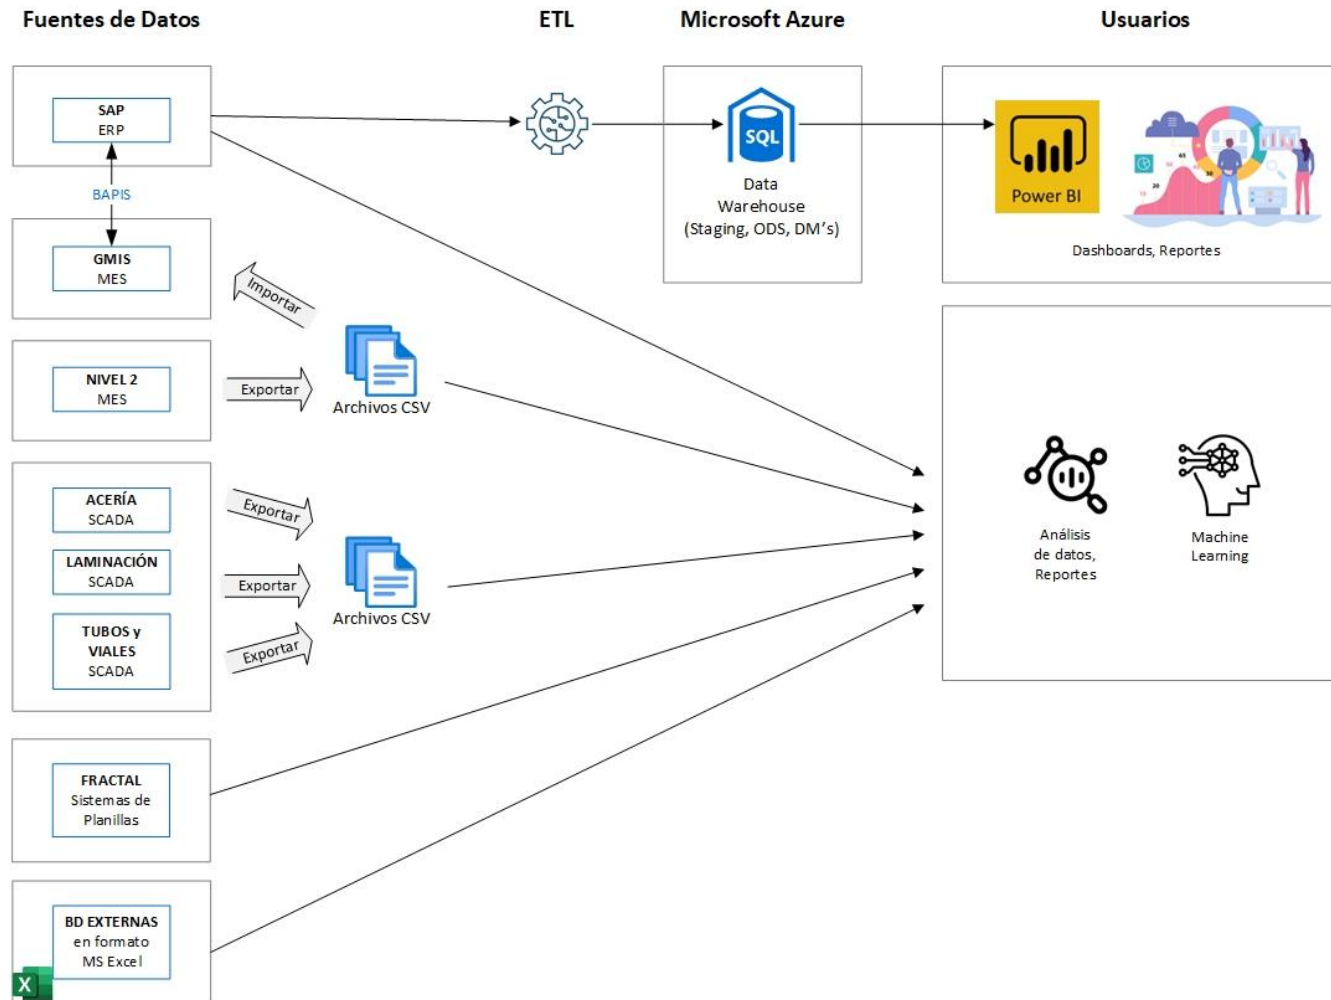 Fuentes de Datos
ETL
Microsoft Azure
Usuarios
SAP
ERP
BAPIS
GMIS
MES
Importar
NIVEL 2
MES
Exportar
Archivos CSV
ACERÍA
SCADA
Exportar
LAMINACIÓN
SCADA
Exportar
TUBOS y
VIALES
SCADA
Exportar
Archivos CSV
FRACTAL
Sistemas de
Planillas
BD EXTERNAS
en formato
MS Excel
X
SQL
Data
Warehouse
(Staging, ODS, DM's)
Power BI
Dashboards, Reportes
Análisis
de datos,
Reportes
Machine
Learning